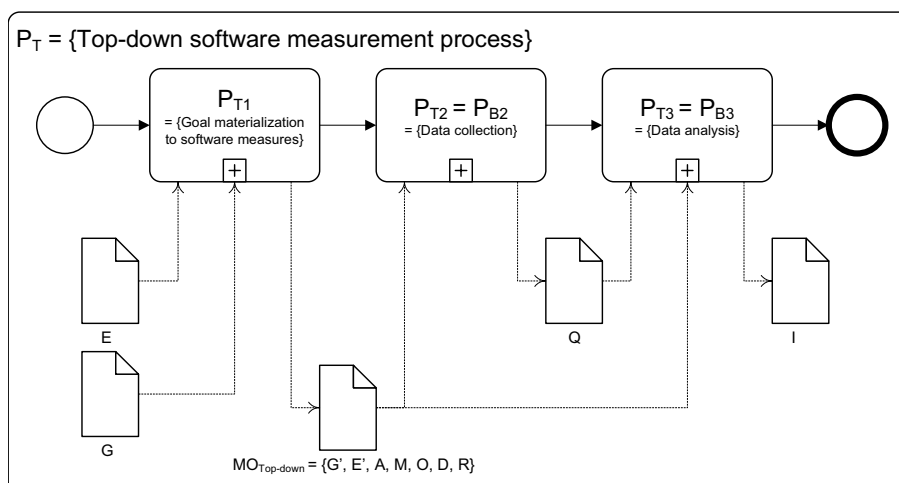 P_T = {Top-down software measurement process}
P_T1
= {Goal materialization
to software measures}
P_T2 = P_B2
= {Data collection}
P_T3 = P_B3
= {Data analysis}
E
Q
I
G
MO_Top-down = {G', E', A, M, O, D, R}